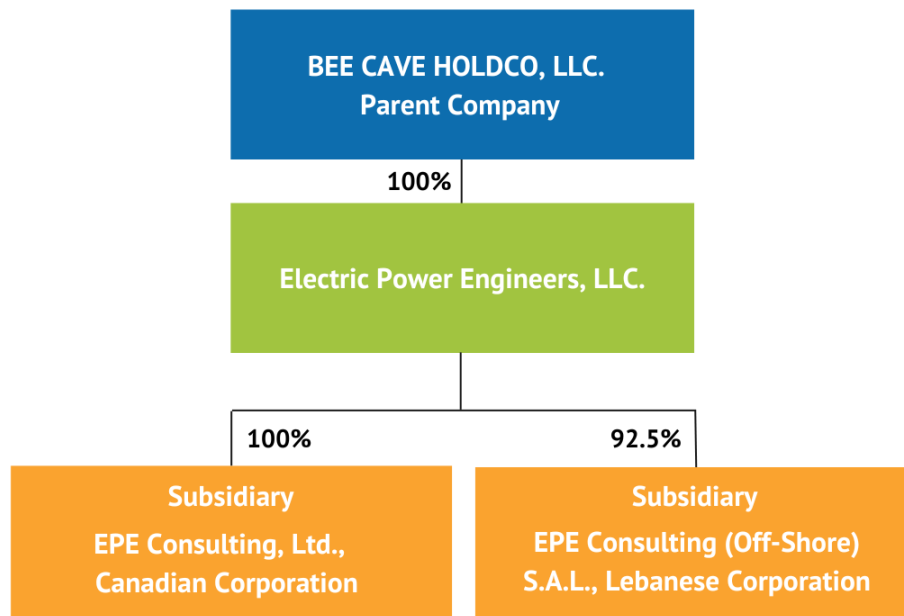 BEE CAVE HOLDCO, LLC.
Parent Company
100%
Electric Power Engineers, LLC.
100%
92.5%
Subsidiary
EPE Consulting, Ltd.,
Canadian Corporation
Subsidiary
EPE Consulting (Off-Shore)
S.A.L., Lebanese Corporation